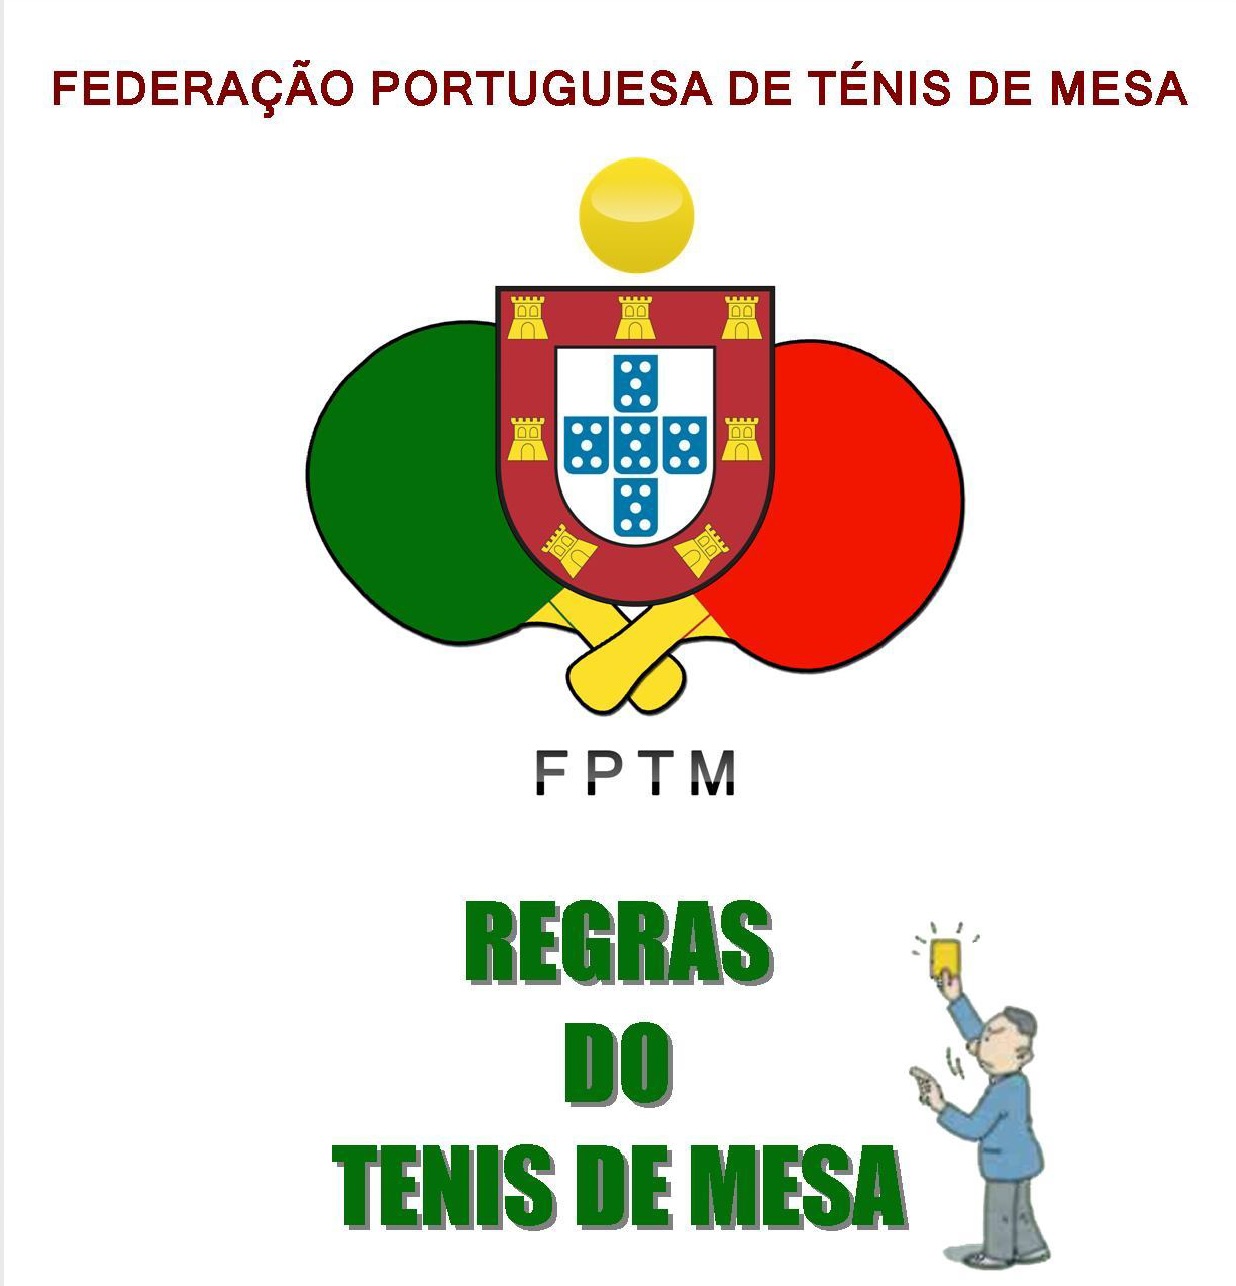 FEDERAÇÃO PORTUGUESA DE TÉNIS DE MESA
FPTM
REGRAS
DO
TENIS DE MESA